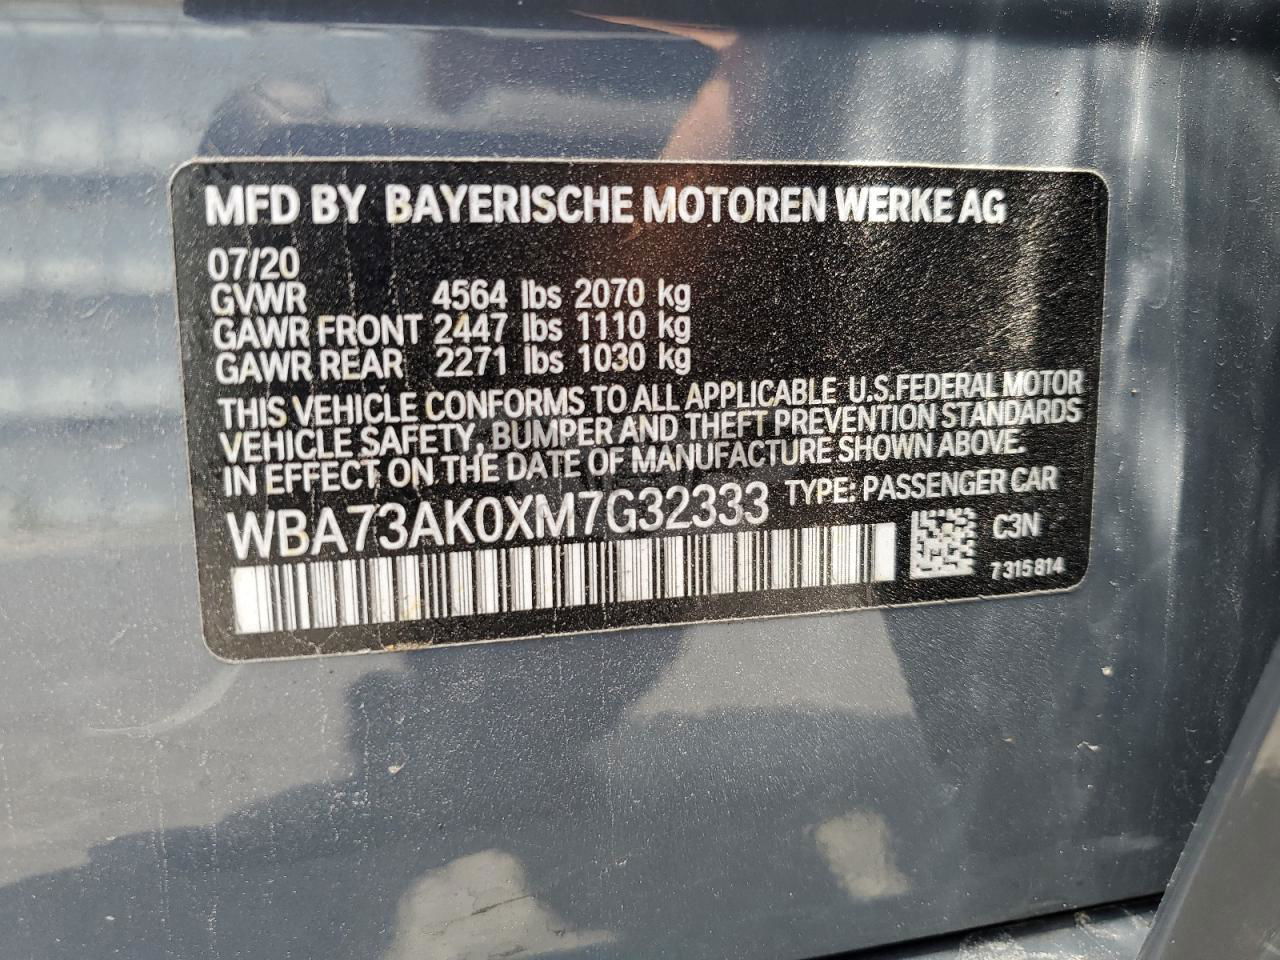 MFD BY BAYERISCHE MOTOREN WERKE AG
07/20
GVWR 4564 lbs 2070 kg
GAWR FRONT 2447 lbs 1110 kg
GAWR REAR 2271 lbs 1030 kg
THIS VEHICLE CONFORMS TO ALL APPLICABLE U.S.FEDERAL MOTOR
VEHICLE SAFETY, BUMPER AND THEFT PREVENTION STANDARDS
IN EFFECT ON THE DATE OF MANUFACTURE SHOWN ABOVE.
WBA73AK0XM7G32333 TYPE: PASSENGER CAR
C3N
7 315 814